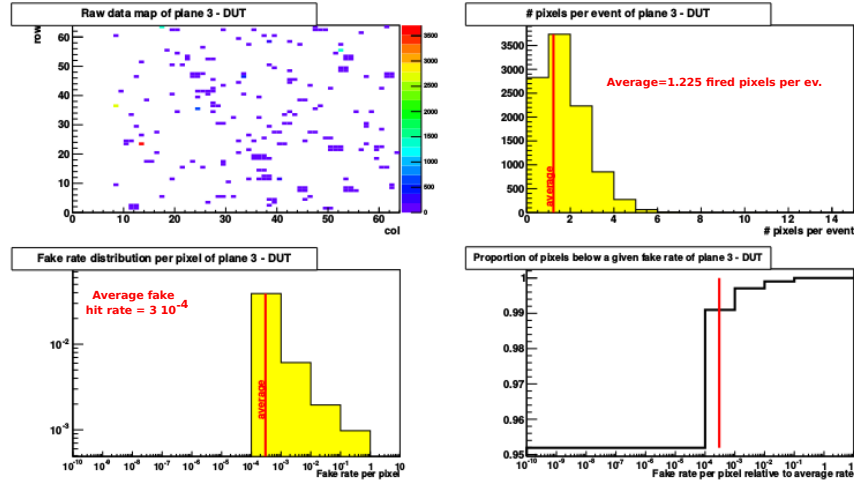 Raw data map of plane 3 - DUT
row
60
50
40
30
20
10
0
0 10 20 30 40 50 60
col
3500
3000
2500
2000
1500
1000
500
0
# pixels per event of plane 3 - DUT
3500
3000
2500
2000
1500
1000
500
0
Average=1.225 fired pixels per ev.
average
0 2 4 6 8 10 12 14
# pixels per event
Fake rate distribution per pixel of plane 3 - DUT
Average fake
hit rate = 3 10^-4
10^-2
10^-3
average
10^-10 10^-9 10^-8 10^-7 10^-6 10^-5 10^-4 10^-3 10^-2 10^-1 1 10
Fake rate per pixel
Proportion of pixels below a given fake rate of plane 3 - DUT
1
0.99
0.98
0.97
0.96
0.95
10^-10 10^-9 10^-8 10^-7 10^-6 10^-5 10^-4 10^-3 10^-2 10^-1 1 10
Fake rate per pixel relative to average rate